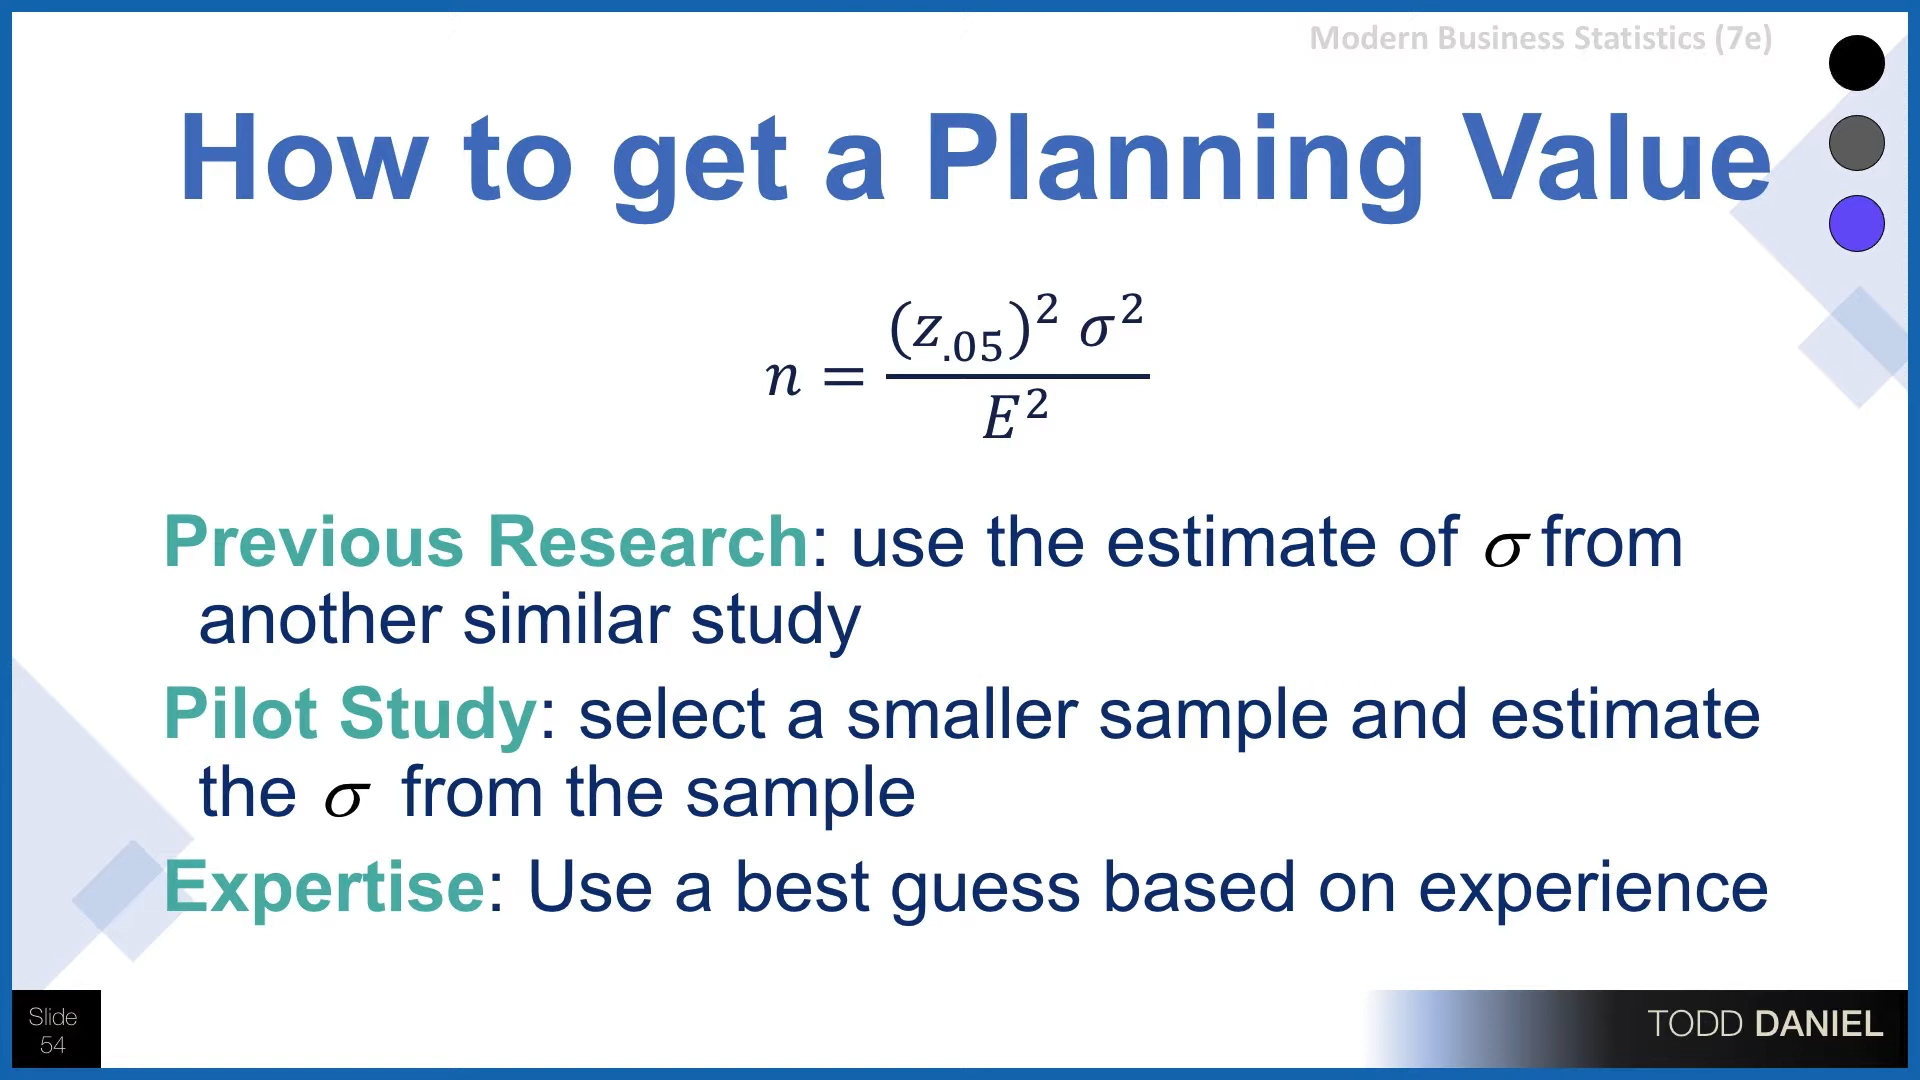 Modern Business Statistics (7e)
How to get a Planning Value
n = (z.05)² σ² / E²
Previous Research: use the estimate of σ from
another similar study
Pilot Study: select a smaller sample and estimate
the σ from the sample
Expertise: Use a best guess based on experience
Slide
54
TODD DANIEL